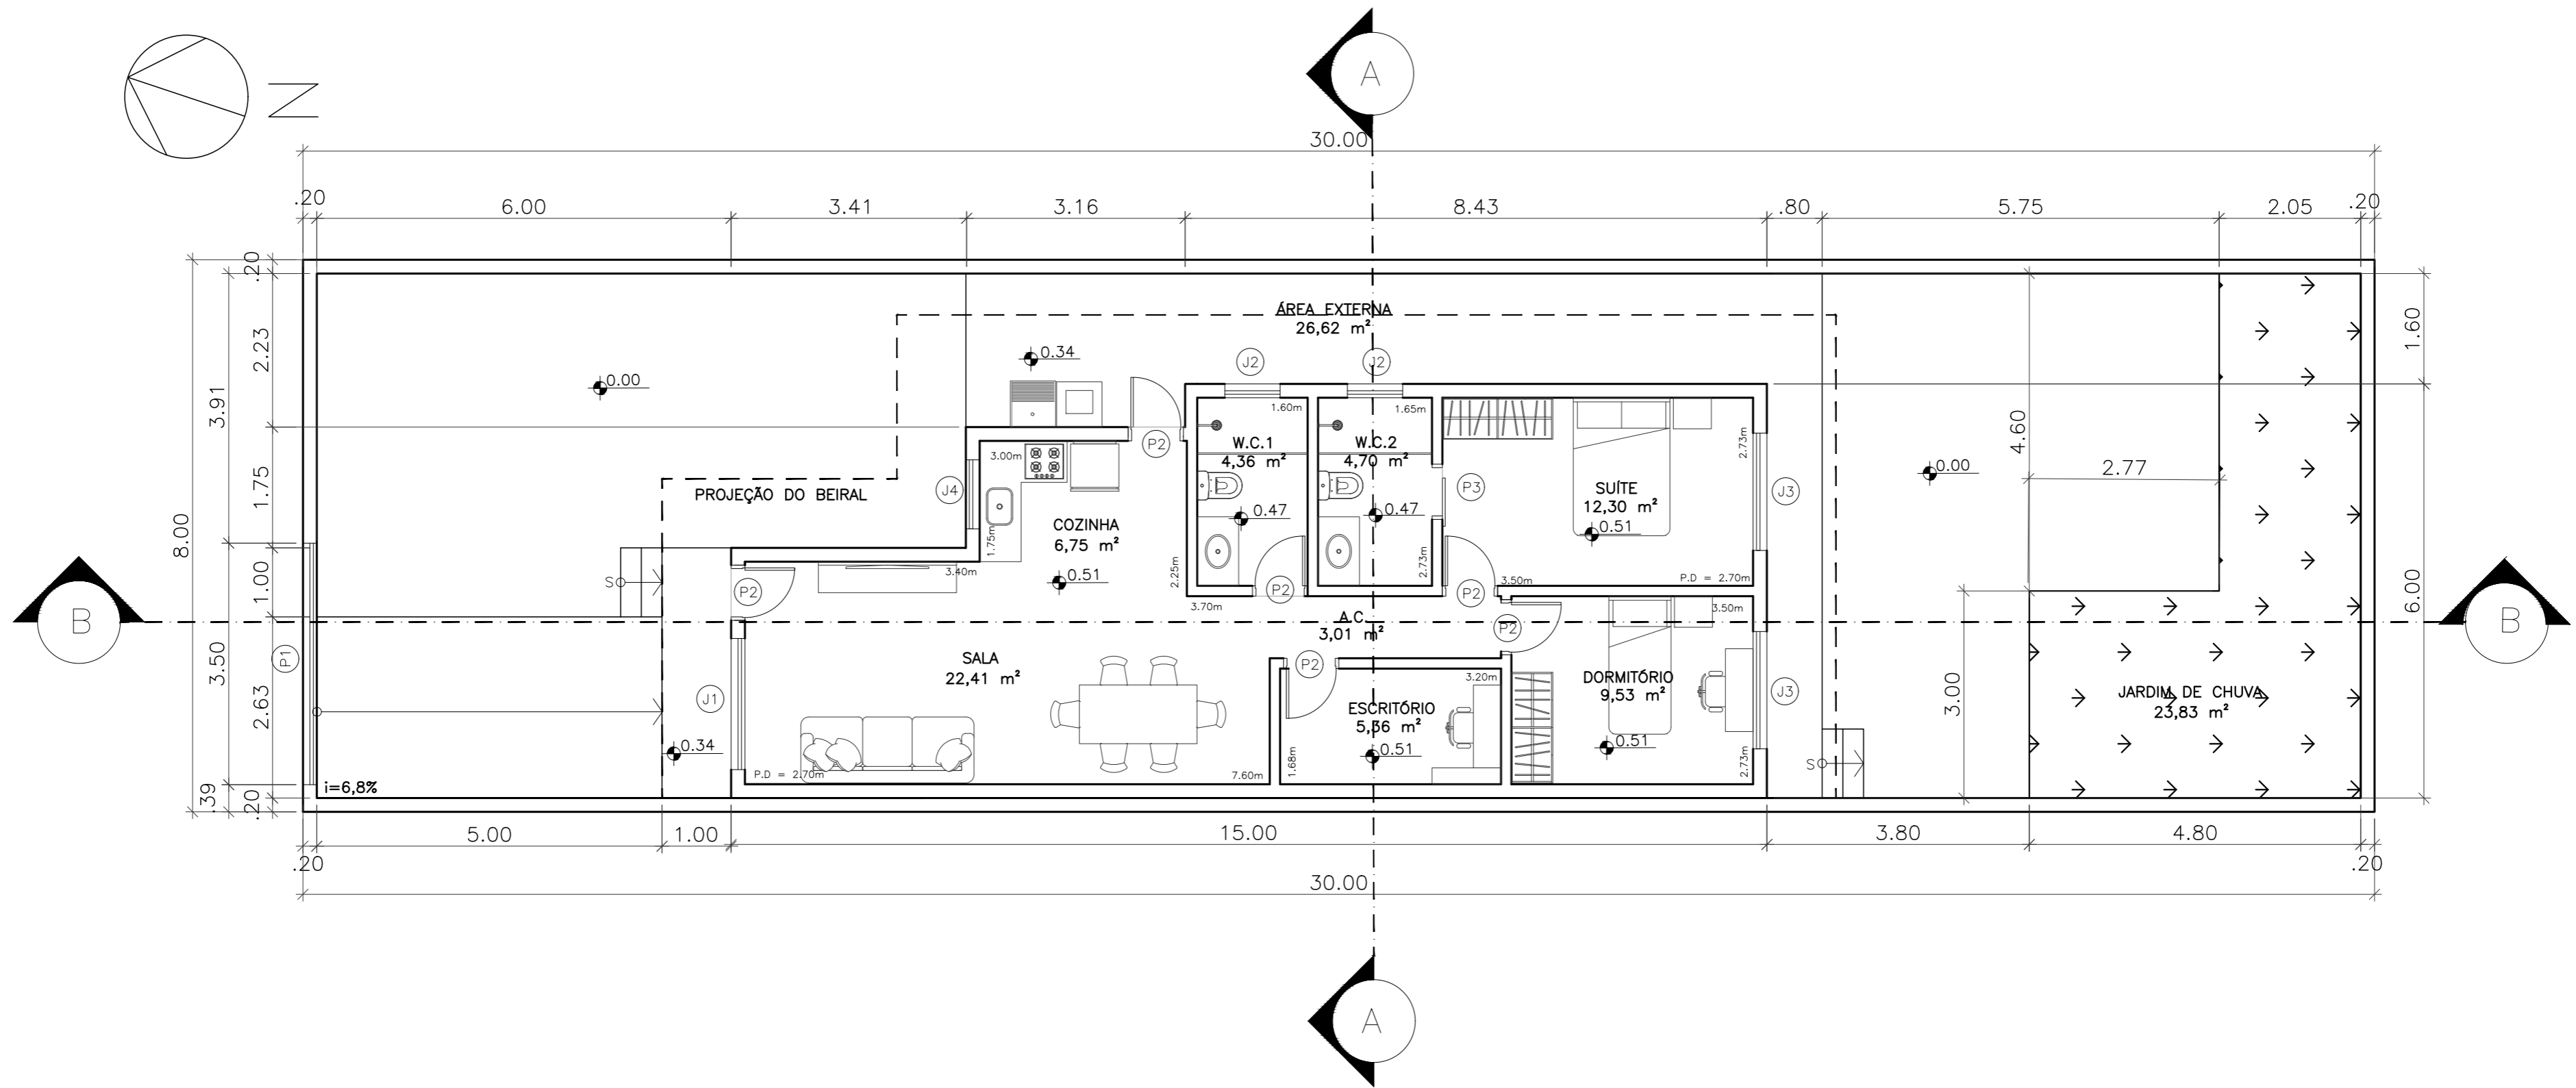 N
A
30.00
.20
6.00
3.41
3.16
8.43
.80
5.75
2.05
.20
.20
8.00
3.91
2.23
1.75
1.00
3.50
2.63
.39
.20
1.60
6.00
ÁREA EXTERNA
26,62 m²
0.34
0.00
J2
J2
P2
1.60m
1.65m
W.C.1
4,36 m²
W.C.2
4,70 m²
0.47
0.47
P3
2.73m
2.73m
SUÍTE
12,30 m²
0.51
J3
3.50m
P.D = 2.70m
0.00
4.60
2.77
PROJEÇÃO DO BEIRAL
J4
3.00m
1.75m
COZINHA
6,75 m²
0.51
2.25m
3.40m
S
P2
3.70m
P2
P2
P2
A.C.
3,01 m²
B
B
P1
J1
SALA
22,41 m²
P2
3.20m
ESCRITÓRIO
5,36 m²
0.51
1.68m
DORMITÓRIO
9,53 m²
3.50m
0.51
2.73m
J3
3.00
JARDIM DE CHUVA
23,83 m²
0.34
P.D = 2.70m
7.60m
S
i=6,8%
.20
5.00
1.00
15.00
3.80
4.80
.20
30.00
A